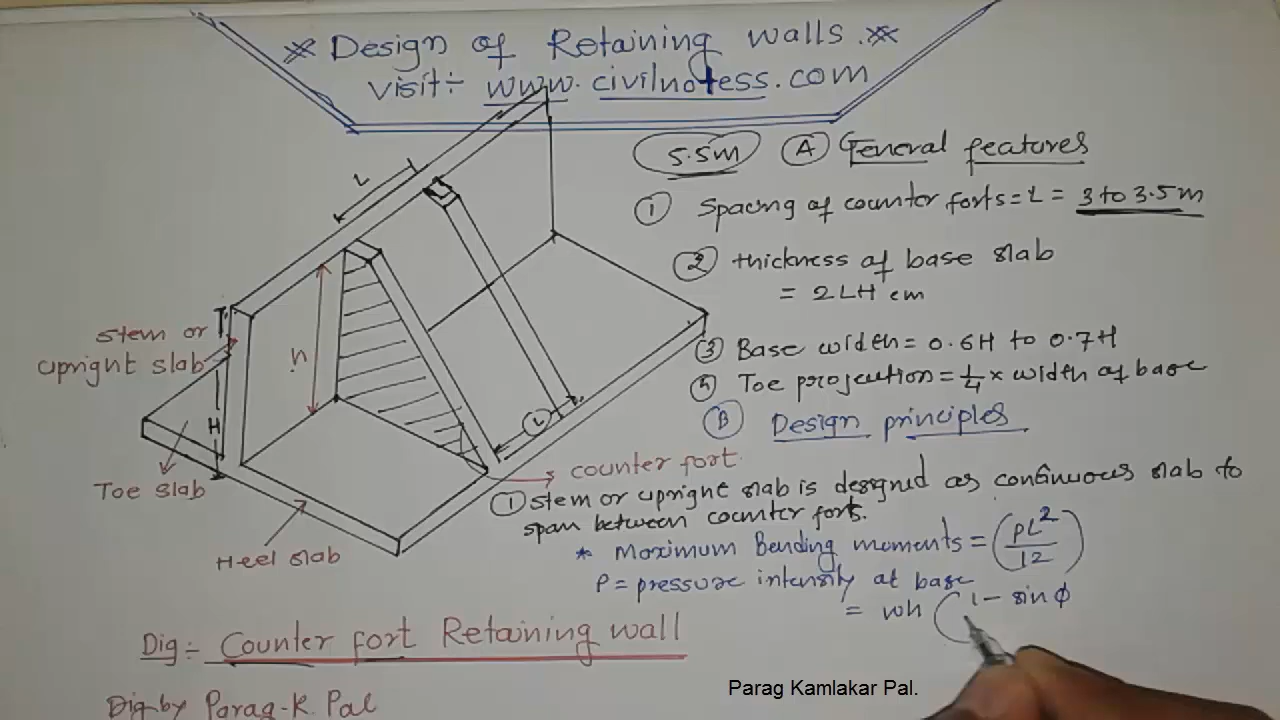 * Design of Retaining walls. *
visit:- www.civilnotess.com
5.5m (A) General features
① Spacing of counter forts = L = 3 to 3.5m
② thickness of base slab
= 2LH cm
③ Base width = 0.6H to 0.7H
④ Toe projection = 1/4 × width of base
(B) Design principles
① stem or upright slab is designed as continuous slab to
span between counter forts.
* Maximum Bending moments = (PL²/12)
P = pressure intensity at base
= wh (1 - sin φ
L
stem or
upright slab
h
H
L
Toe slab
Heel slab
counter fort
Dig:- Counter fort Retaining wall
Dig-by Parag-K. Pal
Parag Kamlakar Pal.